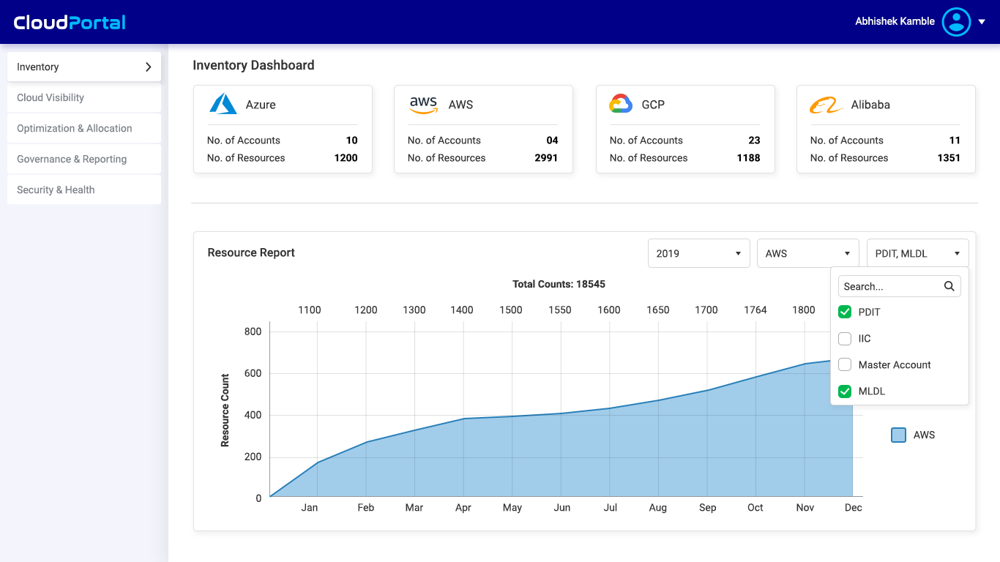 CloudPortal
Abhishek Kamble
Inventory
Cloud Visibility
Optimization & Allocation
Governance & Reporting
Security & Health
Inventory Dashboard
Azure
No. of Accounts 10
No. of Resources 1200
aws AWS
No. of Accounts 04
No. of Resources 2991
GCP
No. of Accounts 23
No. of Resources 1188
Alibaba
No. of Accounts 11
No. of Resources 1351
Resource Report
2019
AWS
PDIT, MLDL
Search...
PDIT
IIC
Master Account
MLDL
Total Counts: 18545
1100 1200 1300 1400 1500 1550 1600 1650 1700 1764 1800
Resource Count
800
600
400
200
0
Jan Feb Mar Apr May Jun Jul Aug Sep Oct Nov Dec
AWS